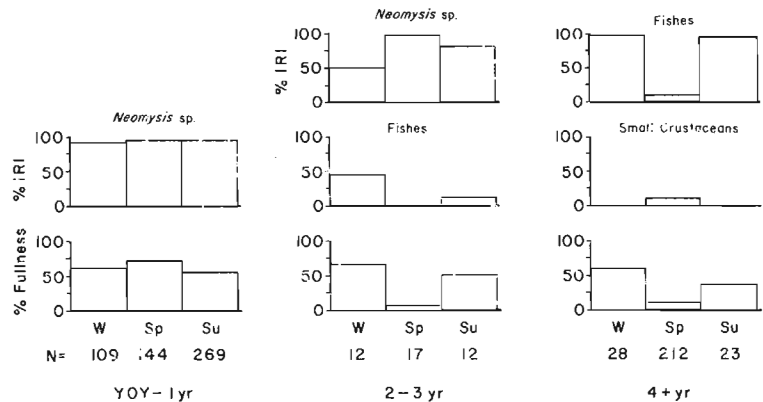 Neomysis sp.
Fishes
% IRI
100
50
0
100
50
0
Neomysis sp.
Fishes
Small Crustaceans
% IRI
100
50
0
100
50
0
100
50
0
% Fullness
100
50
0
100
50
0
100
50
0
W Sp Su W Sp Su W Sp Su
N= 109 144 269 12 17 12 28 212 23
YOY – 1 yr 2 – 3 yr 4 + yr